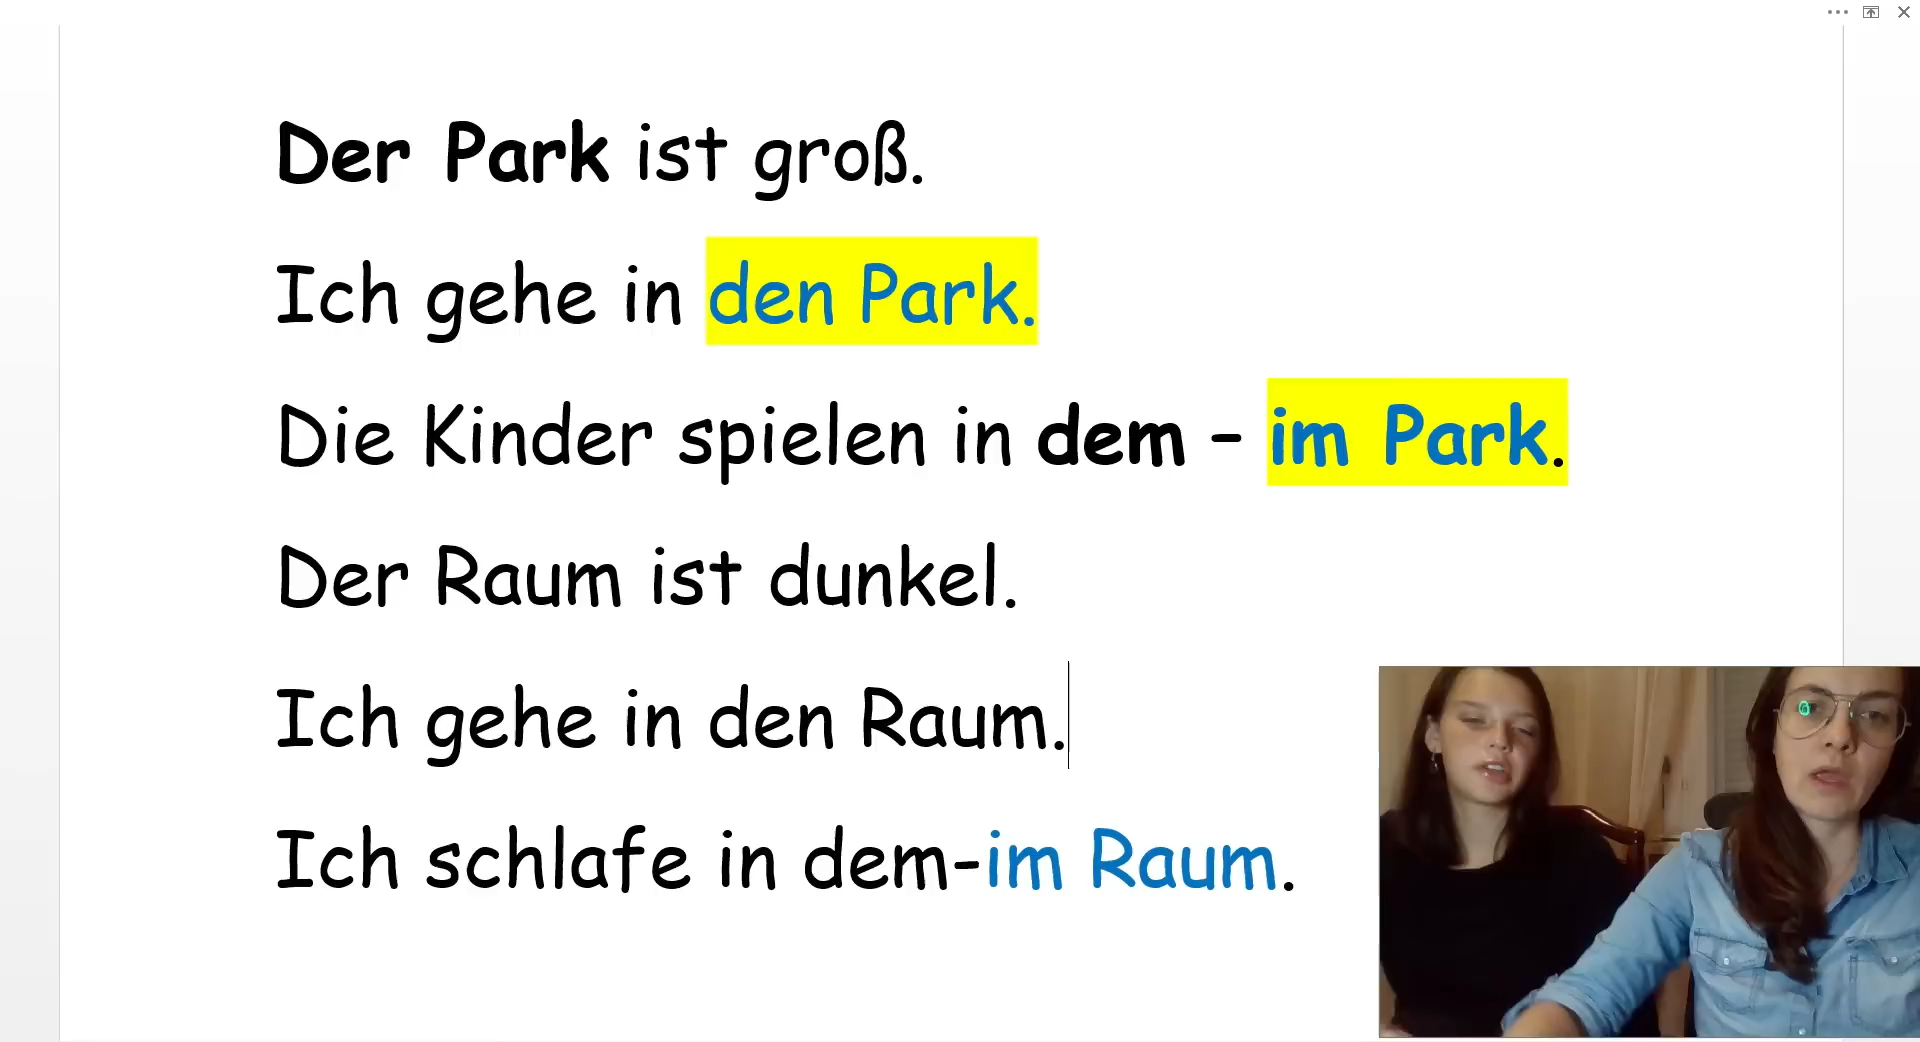 Der Park ist groß.
Ich gehe in den Park.
Die Kinder spielen in dem – im Park.
Der Raum ist dunkel.
Ich gehe in den Raum.
Ich schlafe in dem-im Raum.